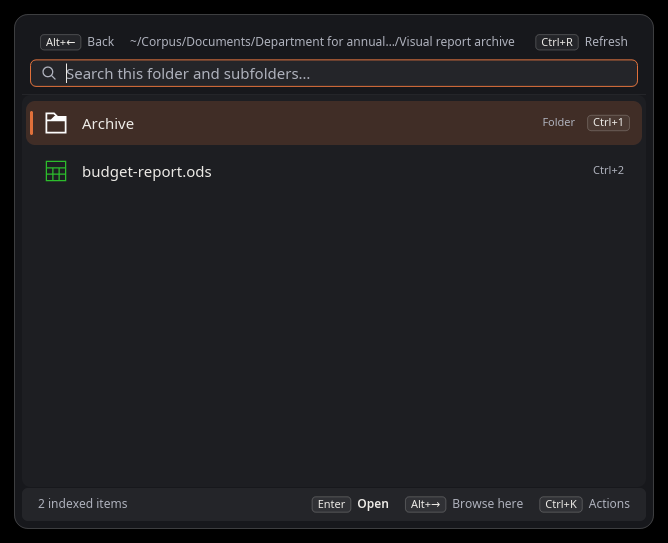 Alt+← Back ~/Corpus/Documents/Department for annual.../Visual report archive Ctrl+R Refresh
Search this folder and subfolders...
Archive Folder Ctrl+1
budget-report.ods Ctrl+2
2 indexed items Enter Open Alt+→ Browse here Ctrl+K Actions